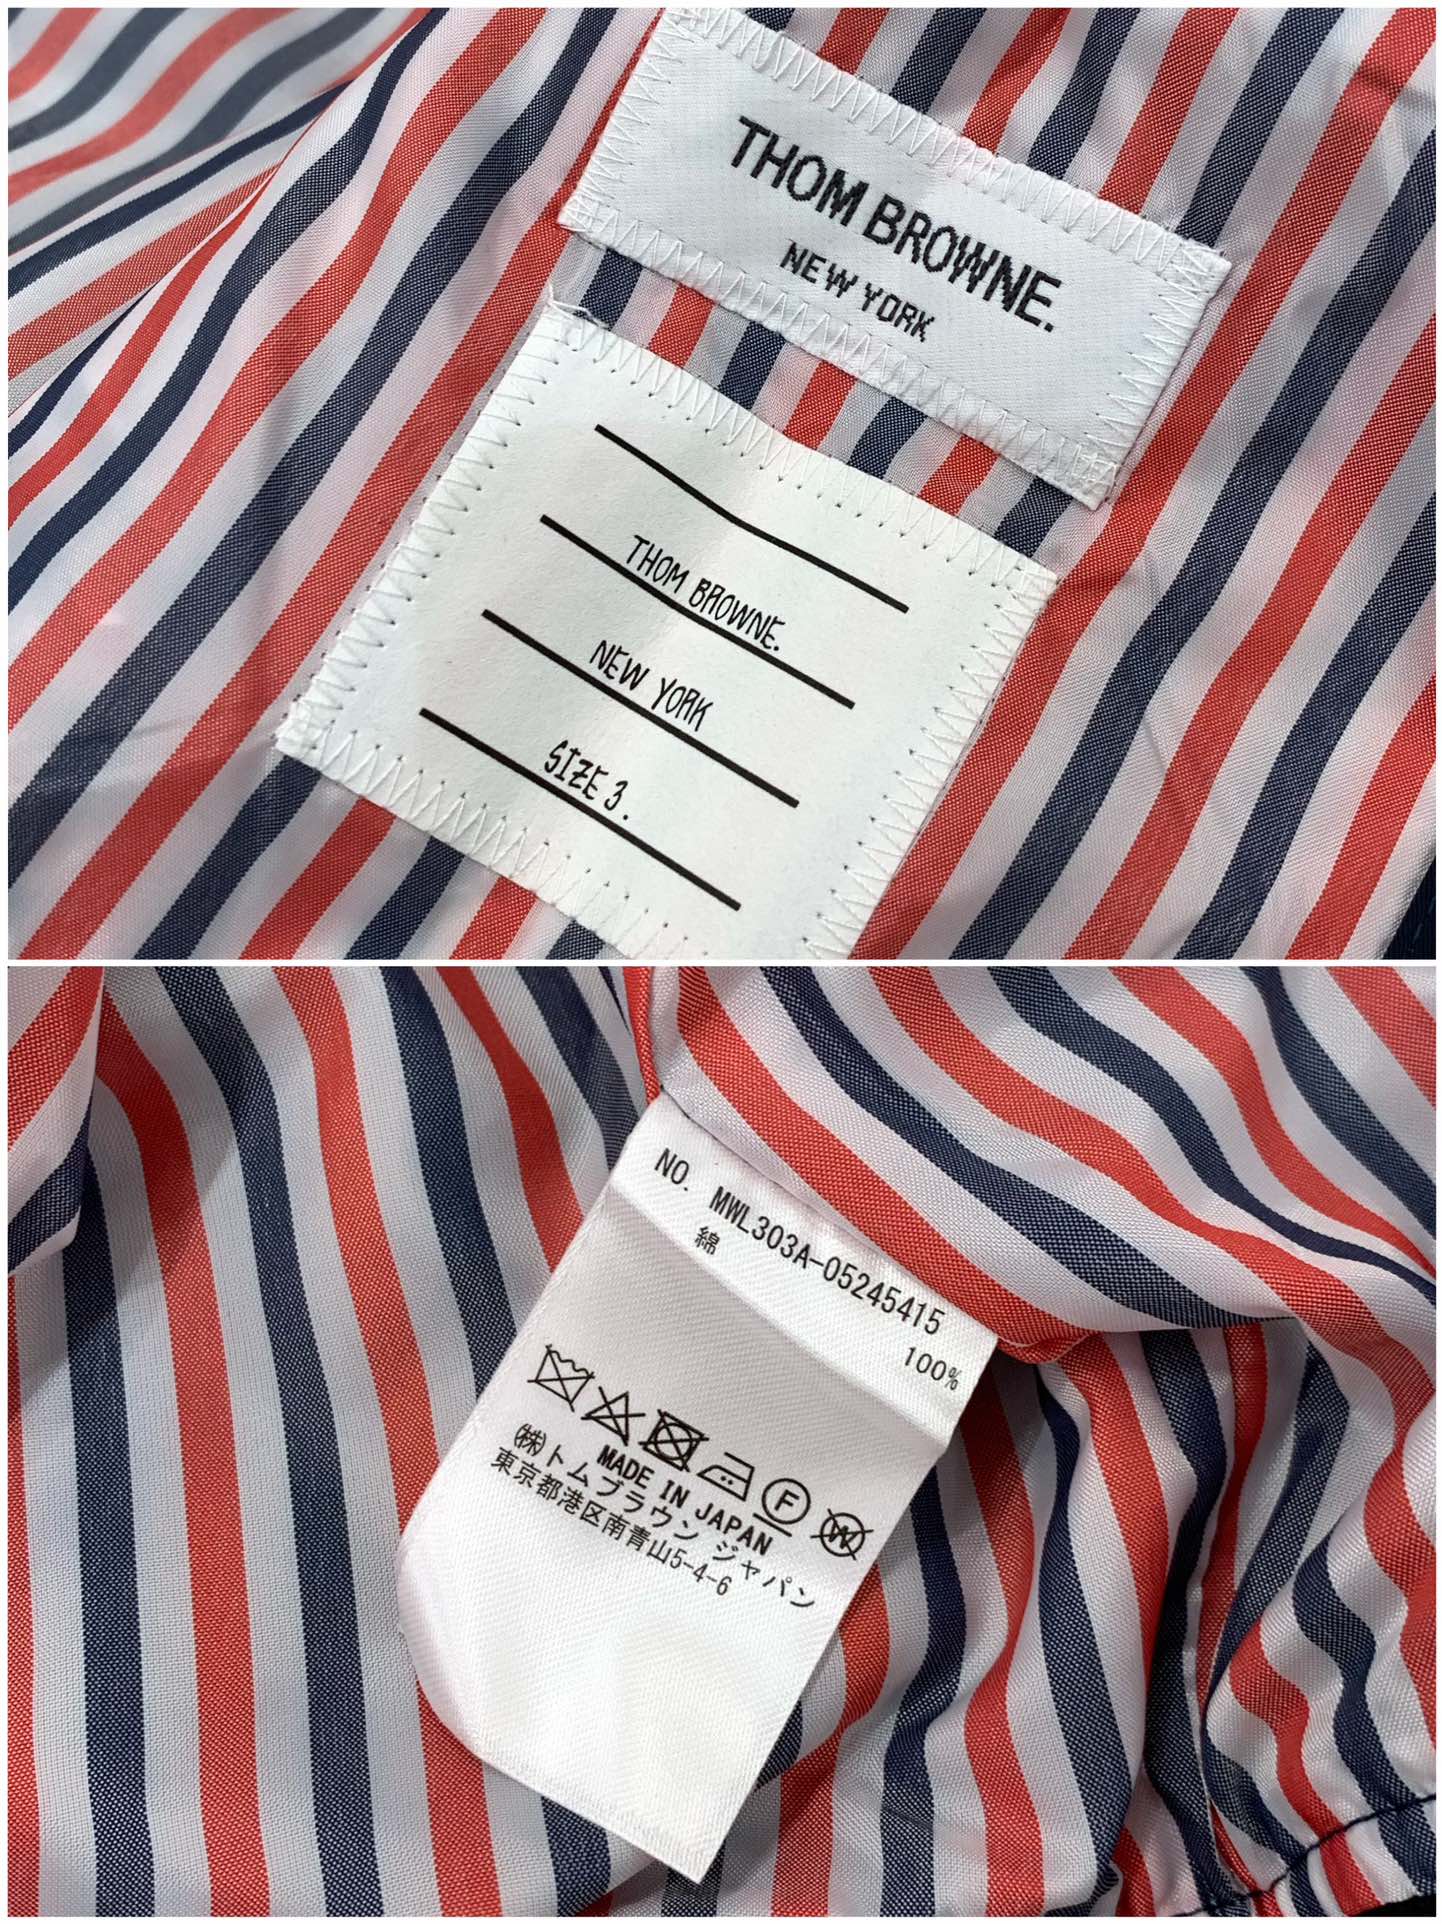 THOM BROWNE.
NEW YORK
THOM BROWNE.
NEW YORK
SIZE 3.
NO. MWL303A-05245415
綿 100%
F W
MADE IN JAPAN
㈱トムブラウン ジャパン
東京都港区南青山5-4-6